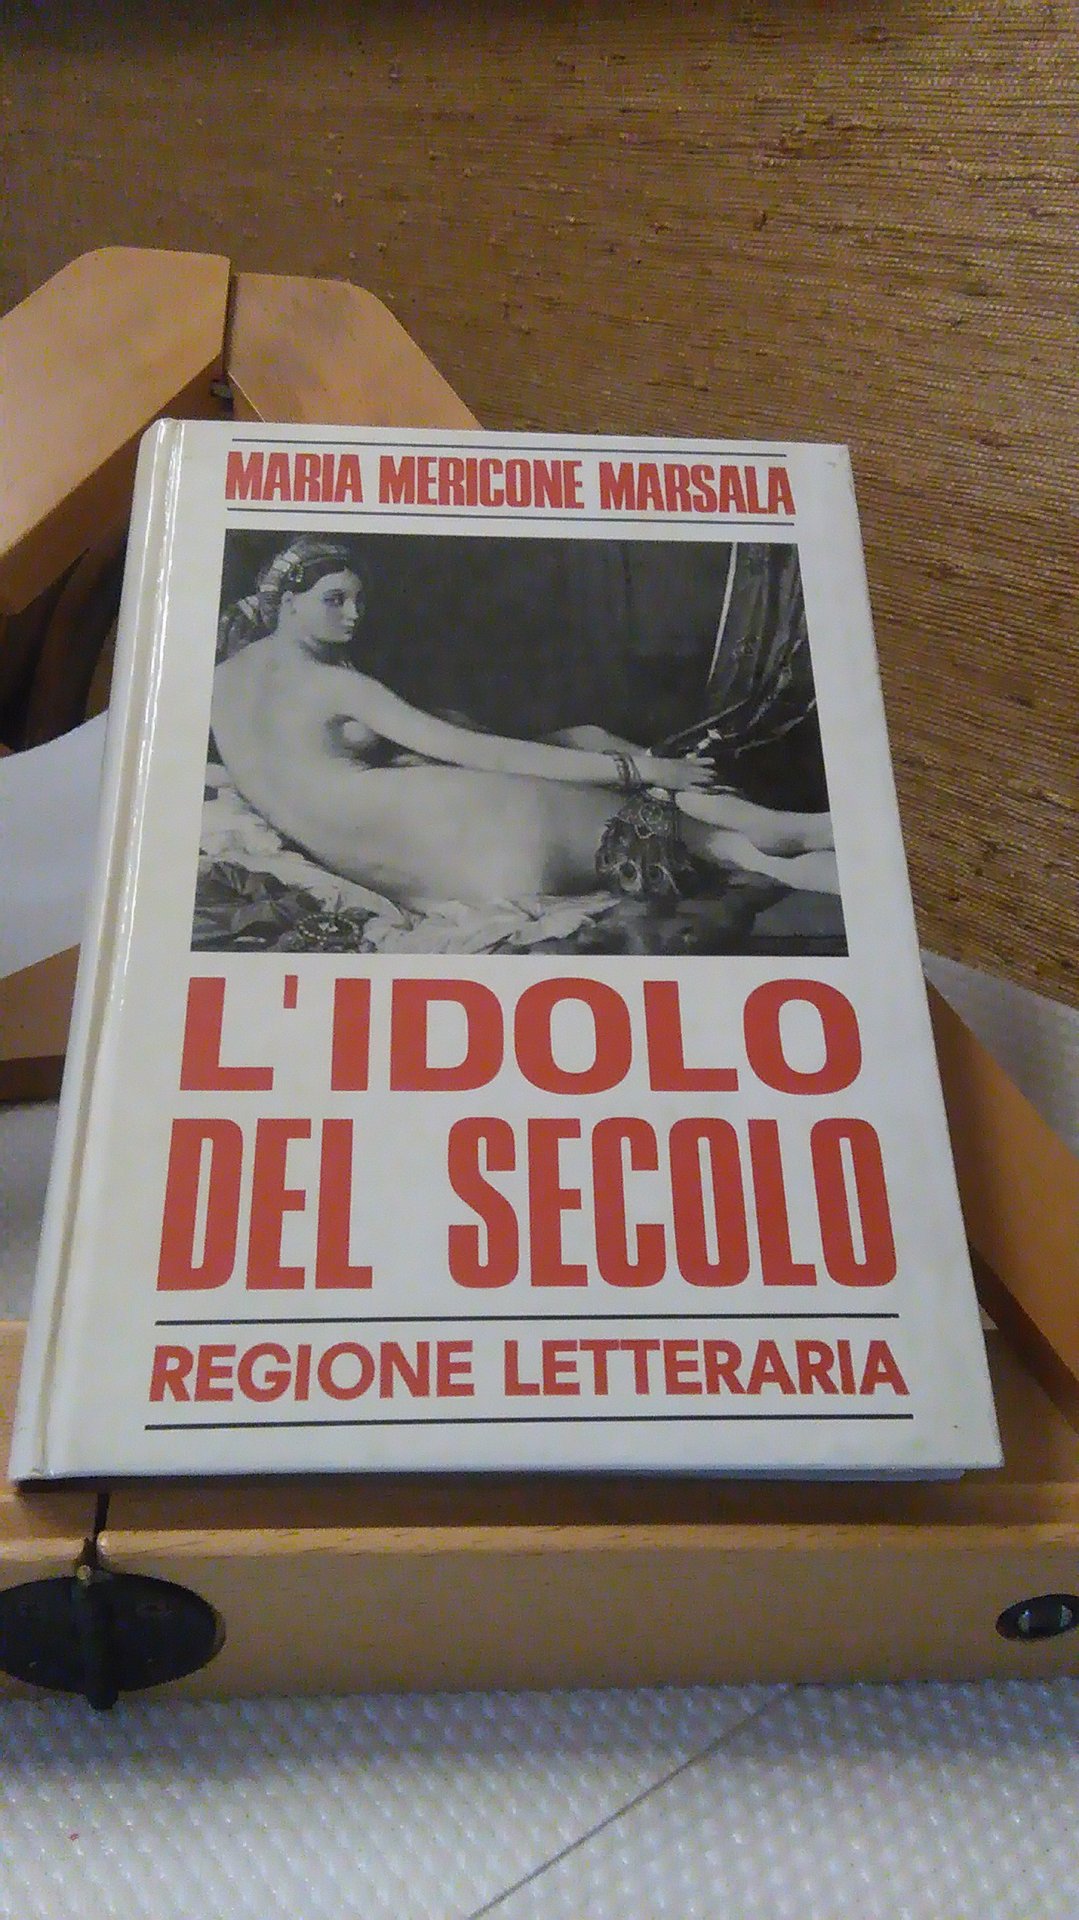 MARIA MERICONE MARSALA
L'IDOLO
DEL SECOLO
REGIONE LETTERARIA